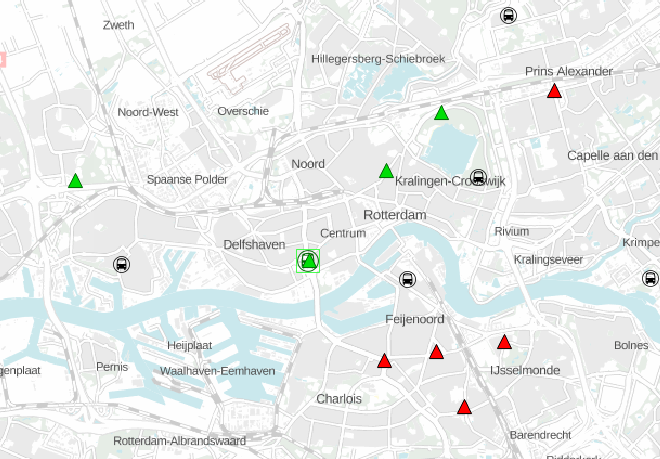 Zweth
Hillegersberg-Schiebroek
Prins Alexander
Noord-West
Overschie
Noord
Capelle aan den
Spaanse Polder
Kralingen-Crooswijk
Rotterdam
Delfshaven
Centrum
Rivium
Krimpe
Kralingseveer
Feijenoord
Heijplaat
Bolnes
Pernis
Waalhaven-Eemhaven
IJsselmonde
Charlois
Rotterdam-Albrandswaard
Barendrecht